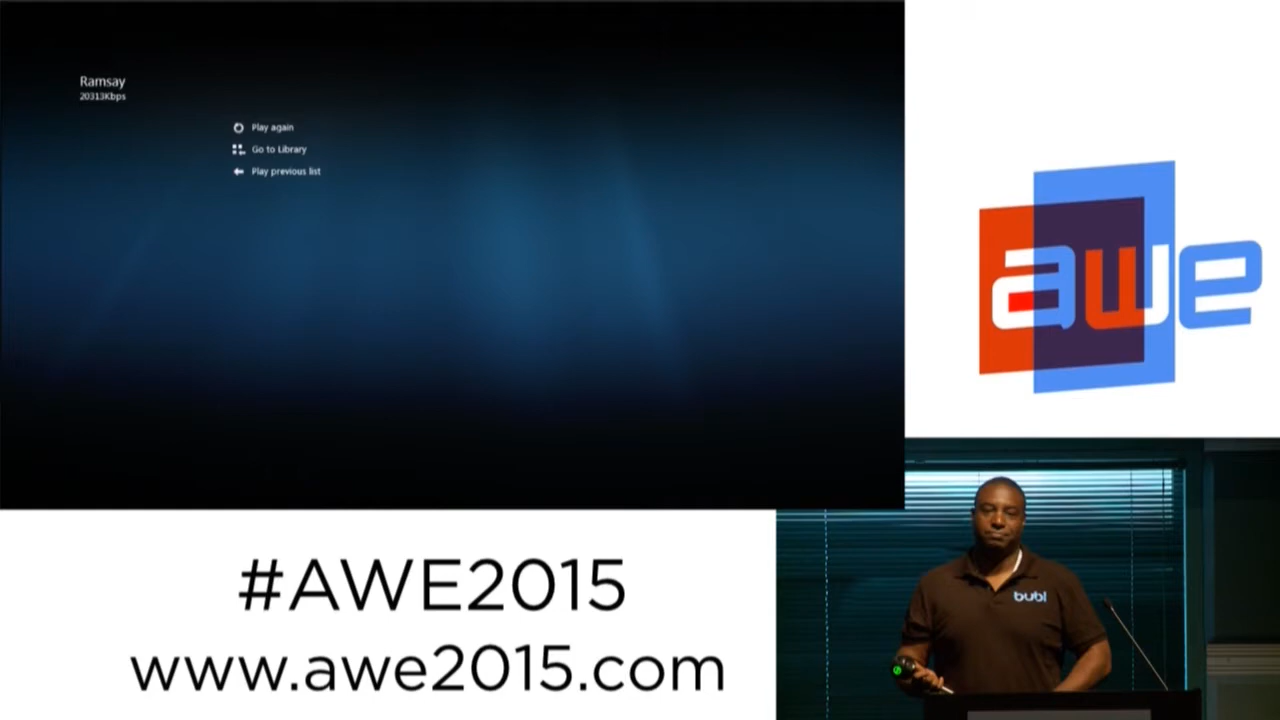 Ramsay
20313Kbps
Play again
Go to Library
Play previous list
awe
bubl
#AWE2015
www.awe2015.com